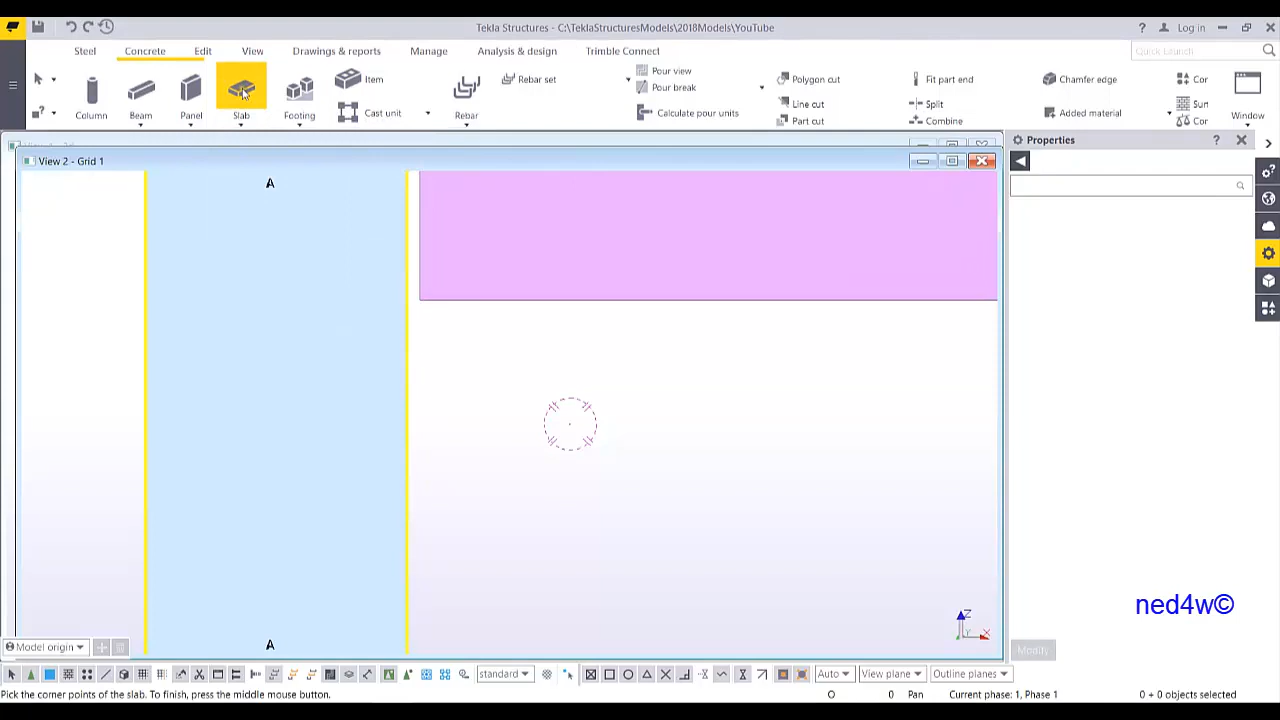 Tekla Structures - C:\TeklaStructuresModels\2018Models\YouTube
Log in
Steel Concrete Edit View Drawings & reports Manage Analysis & design Trimble Connect
Quick Launch
Column Beam Panel Slab Footing
Item
Cast unit
Rebar
Rebar set
Pour view
Pour break
Calculate pour units
Polygon cut
Line cut
Part cut
Fit part end
Split
Combine
Chamfer edge
Added material
Cor
Sur
Cor
Window
View 2 - Grid 1
Properties
A
A
Z
X
Y
ned4w©
Model origin
Modify
standard
Auto View plane Outline planes
Pick the corner points of the slab. To finish, press the middle mouse button.
O 0 Pan Current phase: 1, Phase 1 0 + 0 objects selected